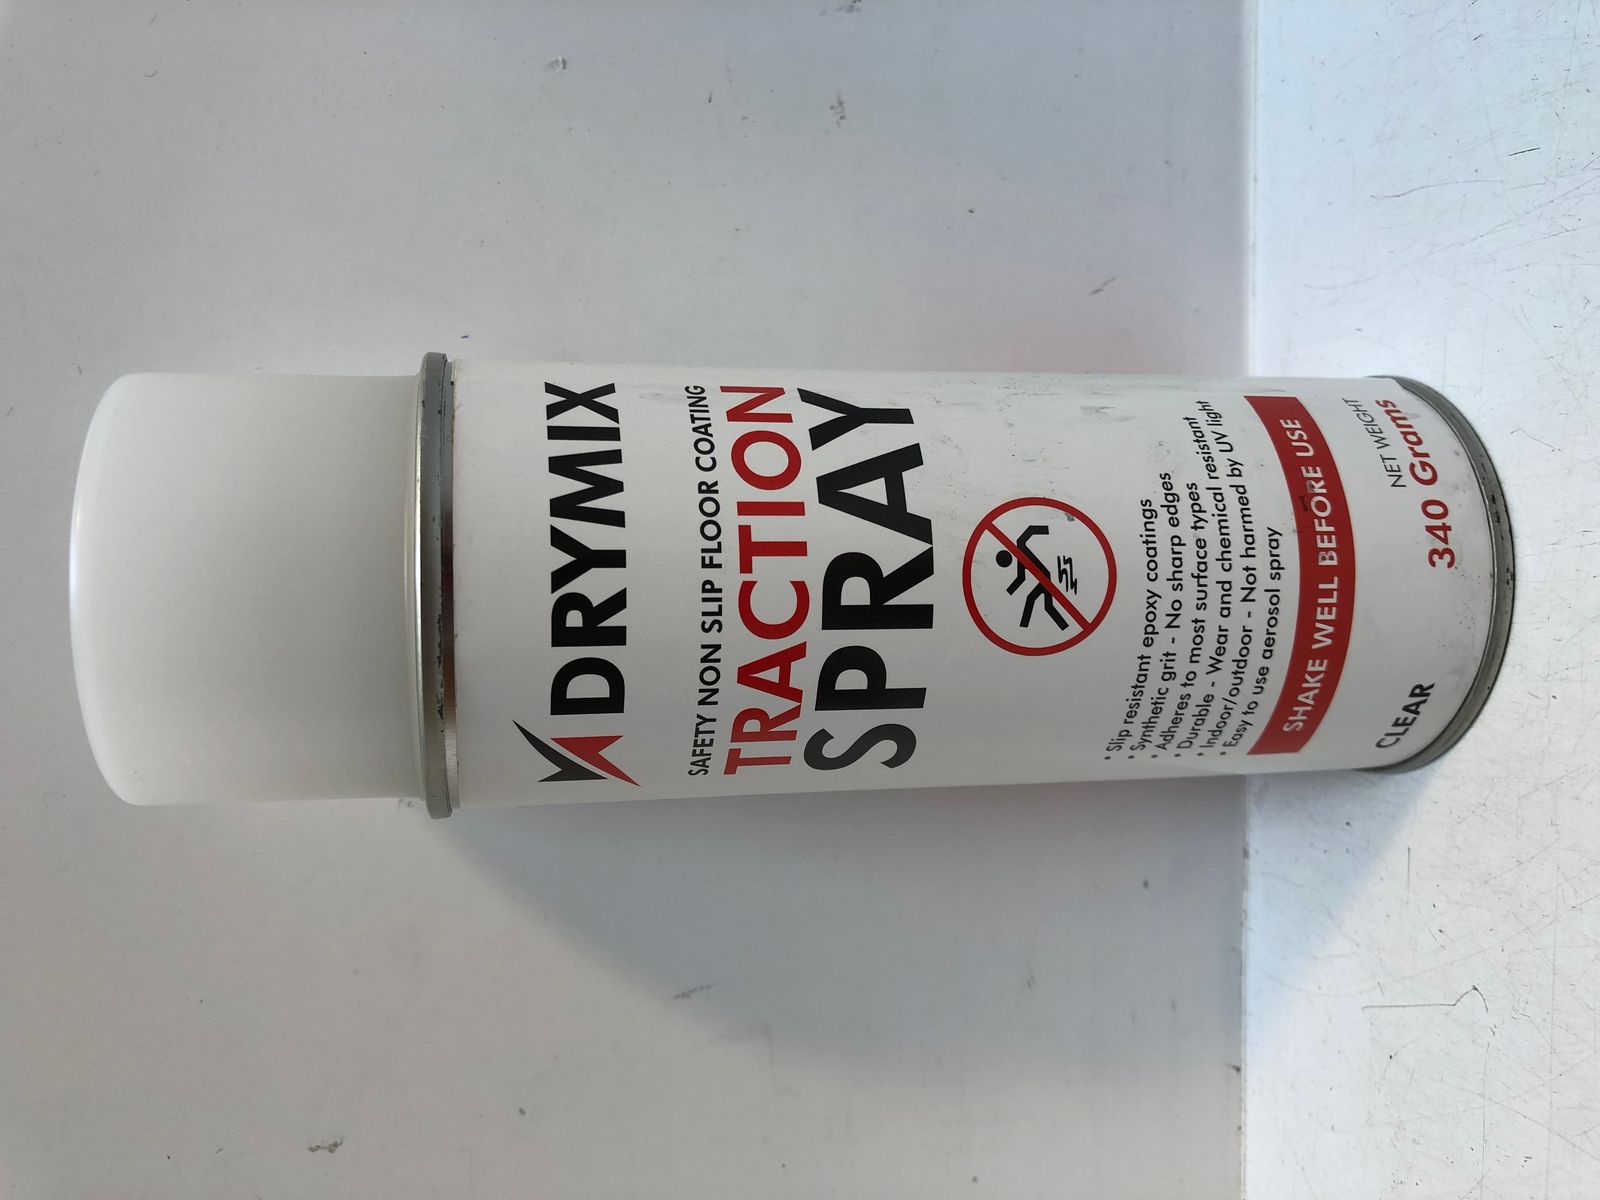 DRYMIX
SAFETY NON SLIP FLOOR COATING
TRACTION
SPRAY
• Slip resistant epoxy coatings
• Synthetic grit - No sharp edges
• Adheres to most surface types
• Durable - Wear and chemical resistant
• Indoor/outdoor - Not harmed by UV light
• Easy to use aerosol spray
SHAKE WELL BEFORE USE
CLEAR
NET WEIGHT
340 Grams